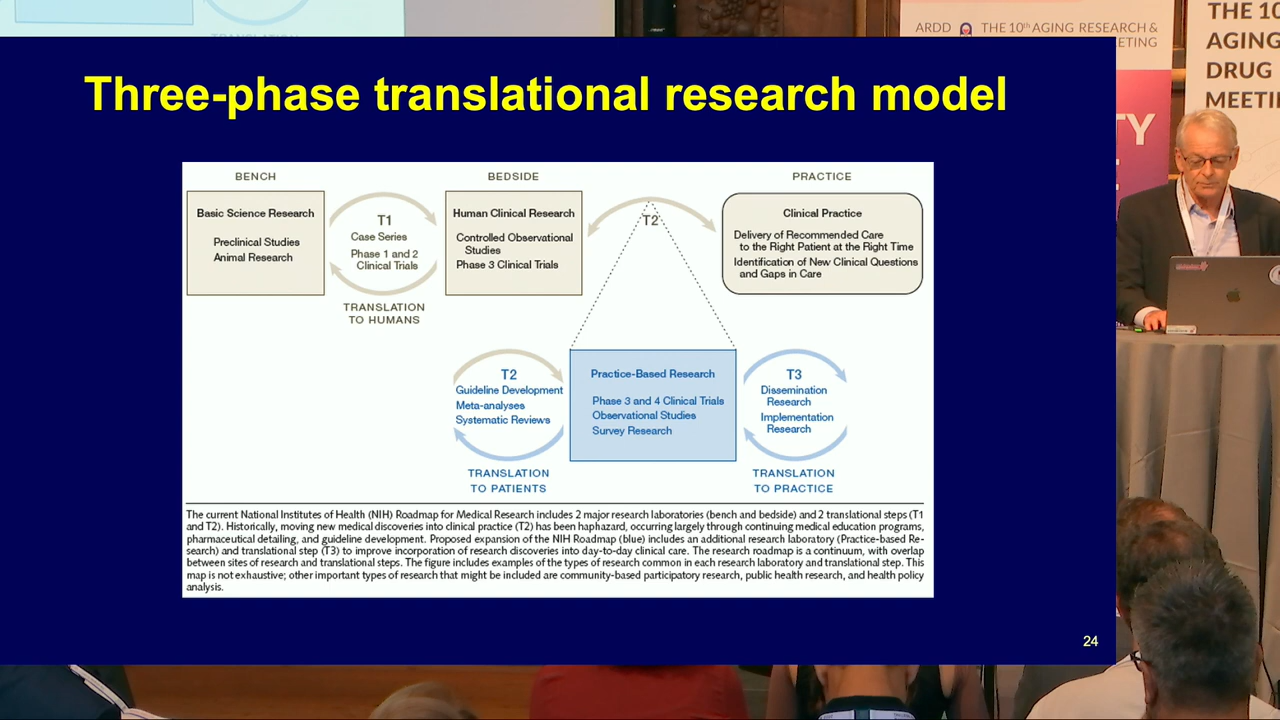 ARDD THE 10th AGING RESEARCH &
THE 10
AGING
DRUG
MEETI
Three-phase translational research model
BENCH
BEDSIDE
PRACTICE
Basic Science Research
Preclinical Studies
Animal Research
T1
Case Series
Phase 1 and 2
Clinical Trials
TRANSLATION
TO HUMANS
Human Clinical Research
Controlled Observational
Studies
Phase 3 Clinical Trials
T2
Clinical Practice
Delivery of Recommended Care
to the Right Patient at the Right Time
Identification of New Clinical Questions
and Gaps in Care
T2
Guideline Development
Meta-analyses
Systematic Reviews
TRANSLATION
TO PATIENTS
Practice-Based Research
Phase 3 and 4 Clinical Trials
Observational Studies
Survey Research
T3
Dissemination
Research
Implementation
Research
TRANSLATION
TO PRACTICE
The current National Institutes of Health (NIH) Roadmap for Medical Research includes 2 major research laboratories (bench and bedside) and 2 translational steps (T1
and T2). Historically, moving new medical discoveries into clinical practice (T2) has been haphazard, occurring largely through continuing medical education programs,
pharmaceutical detailing, and guideline development. Proposed expansion of the NIH Roadmap (blue) includes an additional research laboratory (Practice-based Re-
search) and translational step (T3) to improve incorporation of research discoveries into day-to-day clinical care. The research roadmap is a continuum, with overlap
between sites of research and translational steps. The figure includes examples of the types of research common in each research laboratory and translational step. This
map is not exhaustive; other important types of research that might be included are community-based participatory research, public health research, and health policy
analysis.
24